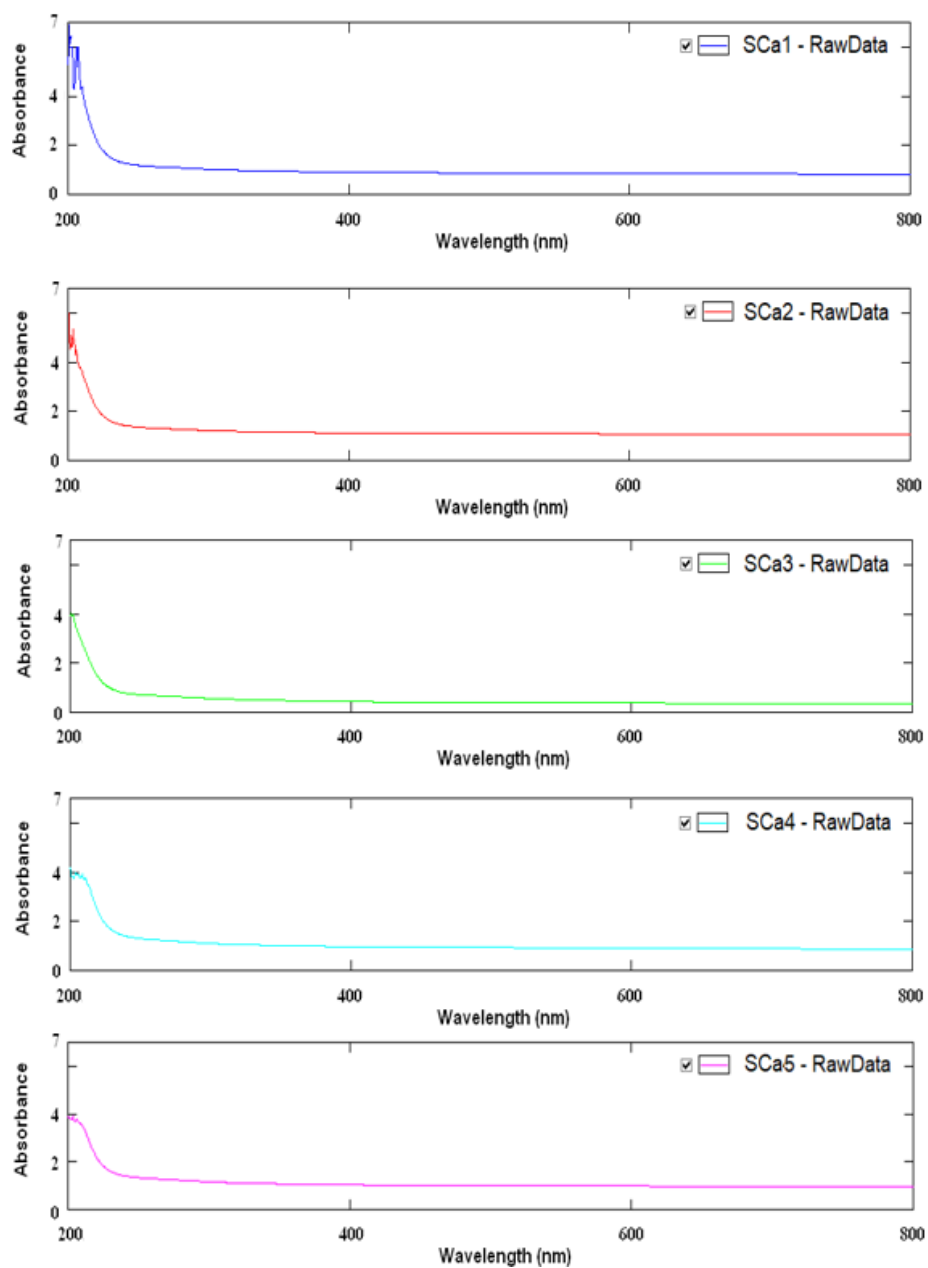 7
SCa1 - RawData
Absorbance
4
2
0
200 400 600 800
Wavelength (nm)
7
SCa2 - RawData
Absorbance
4
2
0
200 400 600 800
Wavelength (nm)
7
SCa3 - RawData
Absorbance
4
2
0
200 400 600 800
Wavelength (nm)
7
SCa4 - RawData
Absorbance
4
2
0
200 400 600 800
Wavelength (nm)
7
SCa5 - RawData
Absorbance
4
2
0
200 400 600 800
Wavelength (nm)